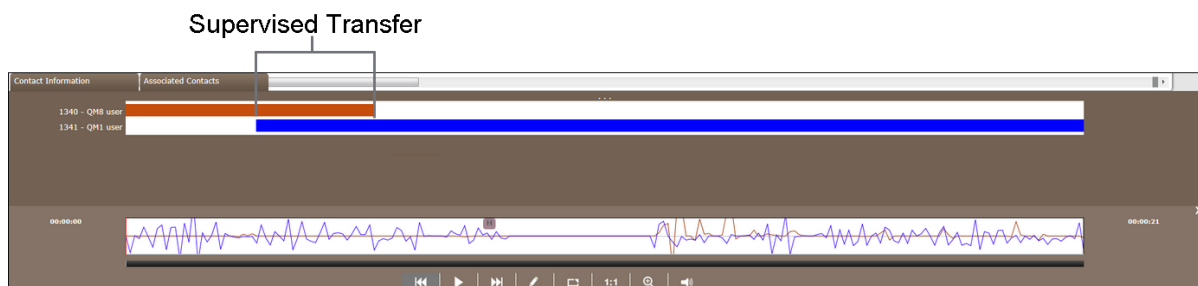 Supervised Transfer
Contact Information
Associated Contacts
...
1340 - QM8 user
1341 - QM1 user
00:00:00
H
00:00:21
1:1